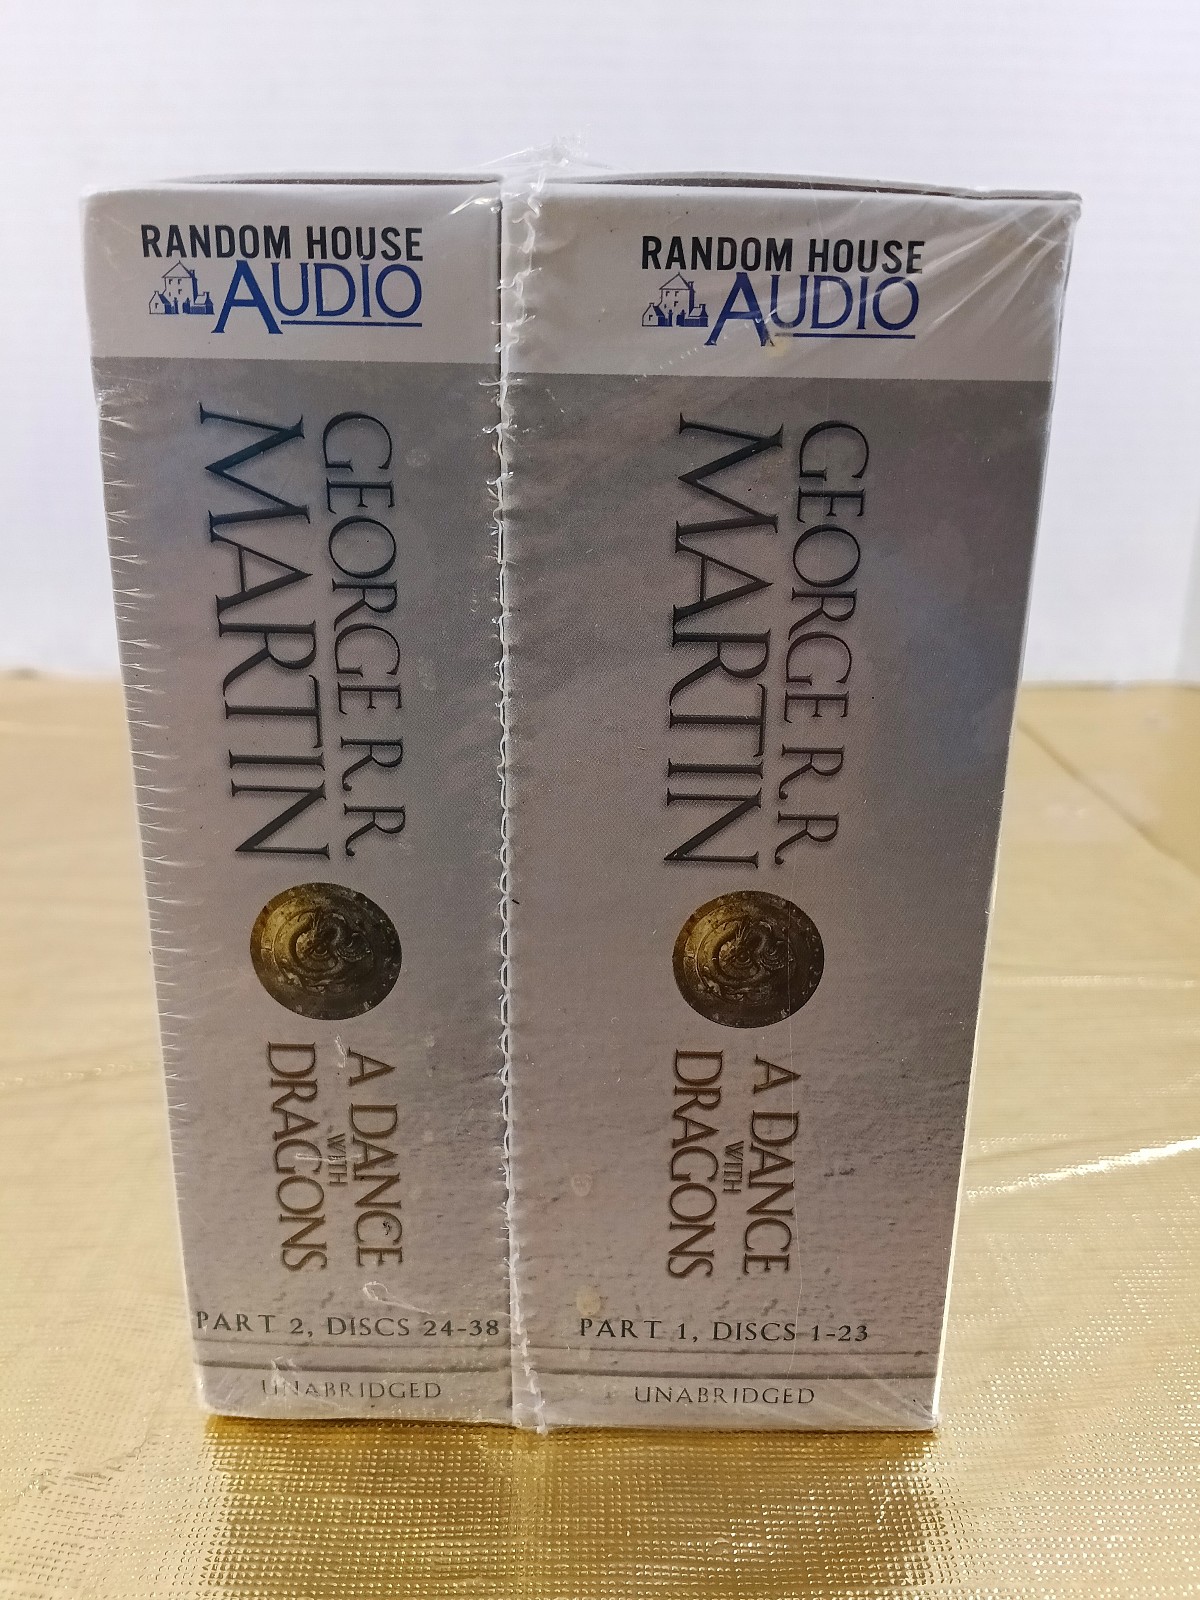 RANDOM HOUSE
AUDIO
GEORGE R. R.
MARTIN
A DANCE
WITH
DRAGONS
PART 2, DISCS 24-38
UNABRIDGED
RANDOM HOUSE
AUDIO
GEORGE R. R.
MARTIN
A DANCE
WITH
DRAGONS
PART 1, DISCS 1-23
UNABRIDGED